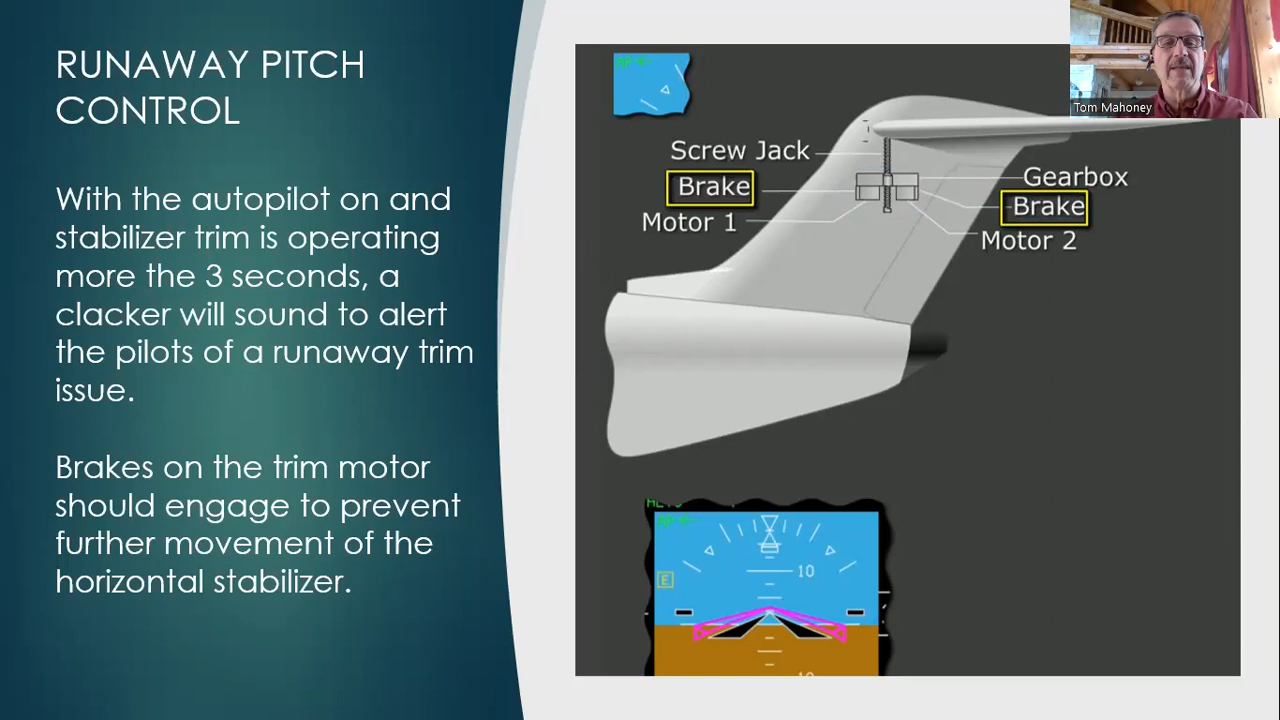 RUNAWAY PITCH
CONTROL
With the autopilot on and
stabilizer trim is operating
more the 3 seconds, a
clacker will sound to alert
the pilots of a runaway trim
issue.
Brakes on the trim motor
should engage to prevent
further movement of the
horizontal stabilizer.
Tom Mahoney
Screw Jack
Brake
Motor 1
Gearbox
Brake
Motor 2
AP
E
10